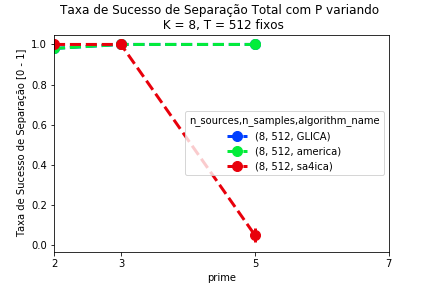 Taxa de Sucesso de Separação Total com P variando
K = 8, T = 512 fixos
Taxa de Sucesso de Separação [0 - 1]
1.0
0.8
0.6
0.4
0.2
0.0
n_sources,n_samples,algorithm_name
(8, 512, GLICA)
(8, 512, america)
(8, 512, sa4ica)
2 3 5 7
prime